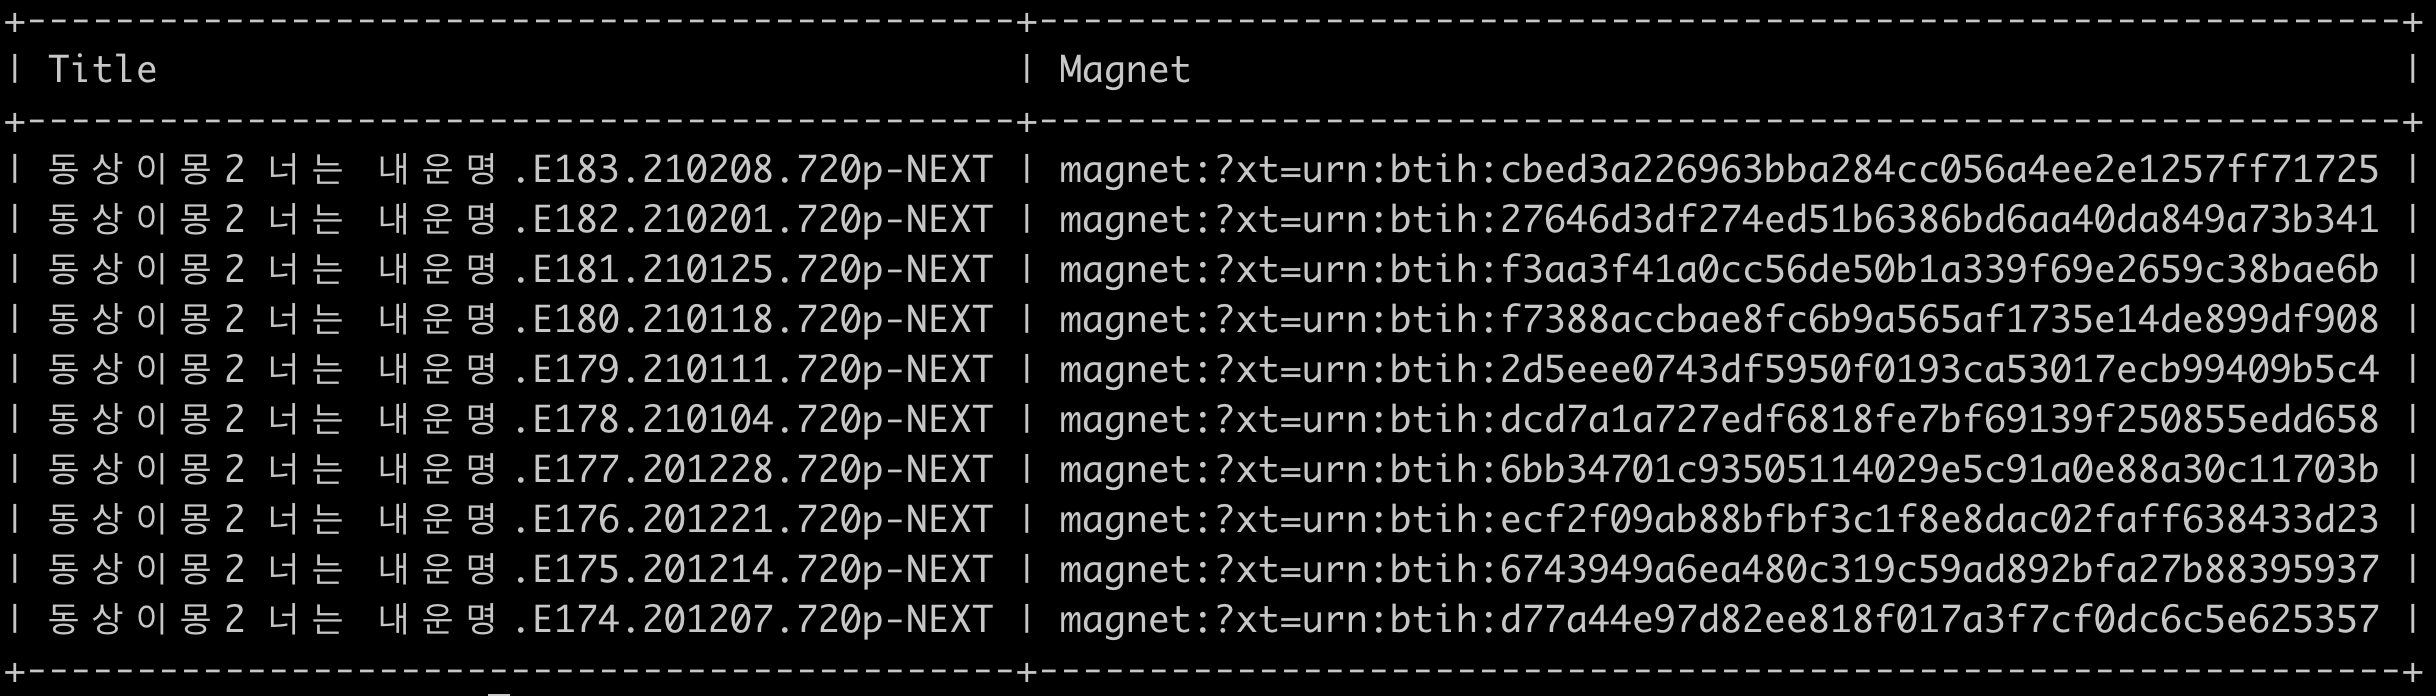 | Title | Magnet |
| 동상이몽2 너는 내운명.E183.210208.720p-NEXT | magnet:?xt=urn:btih:cbed3a226963bba284cc056a4ee2e1257ff71725 |
| 동상이몽2 너는 내운명.E182.210201.720p-NEXT | magnet:?xt=urn:btih:27646d3df274ed51b6386bd6aa40da849a73b341 |
| 동상이몽2 너는 내운명.E181.210125.720p-NEXT | magnet:?xt=urn:btih:f3aa3f41a0cc56de50b1a339f69e2659c38bae6b |
| 동상이몽2 너는 내운명.E180.210118.720p-NEXT | magnet:?xt=urn:btih:f7388accbae8fc6b9a565af1735e14de899df908 |
| 동상이몽2 너는 내운명.E179.210111.720p-NEXT | magnet:?xt=urn:btih:2d5eee0743df5950f0193ca53017ecb99409b5c4 |
| 동상이몽2 너는 내운명.E178.210104.720p-NEXT | magnet:?xt=urn:btih:dcd7a1a727edf6818fe7bf69139f250855edd658 |
| 동상이몽2 너는 내운명.E177.201228.720p-NEXT | magnet:?xt=urn:btih:6bb34701c93505114029e5c91a0e88a30c11703b |
| 동상이몽2 너는 내운명.E176.201221.720p-NEXT | magnet:?xt=urn:btih:ecf2f09ab88bfbf3c1f8e8dac02faff638433d23 |
| 동상이몽2 너는 내운명.E175.201214.720p-NEXT | magnet:?xt=urn:btih:6743949a6ea480c319c59ad892bfa27b88395937 |
| 동상이몽2 너는 내운명.E174.201207.720p-NEXT | magnet:?xt=urn:btih:d77a44e97d82ee818f017a3f7cf0dc6c5e625357 |